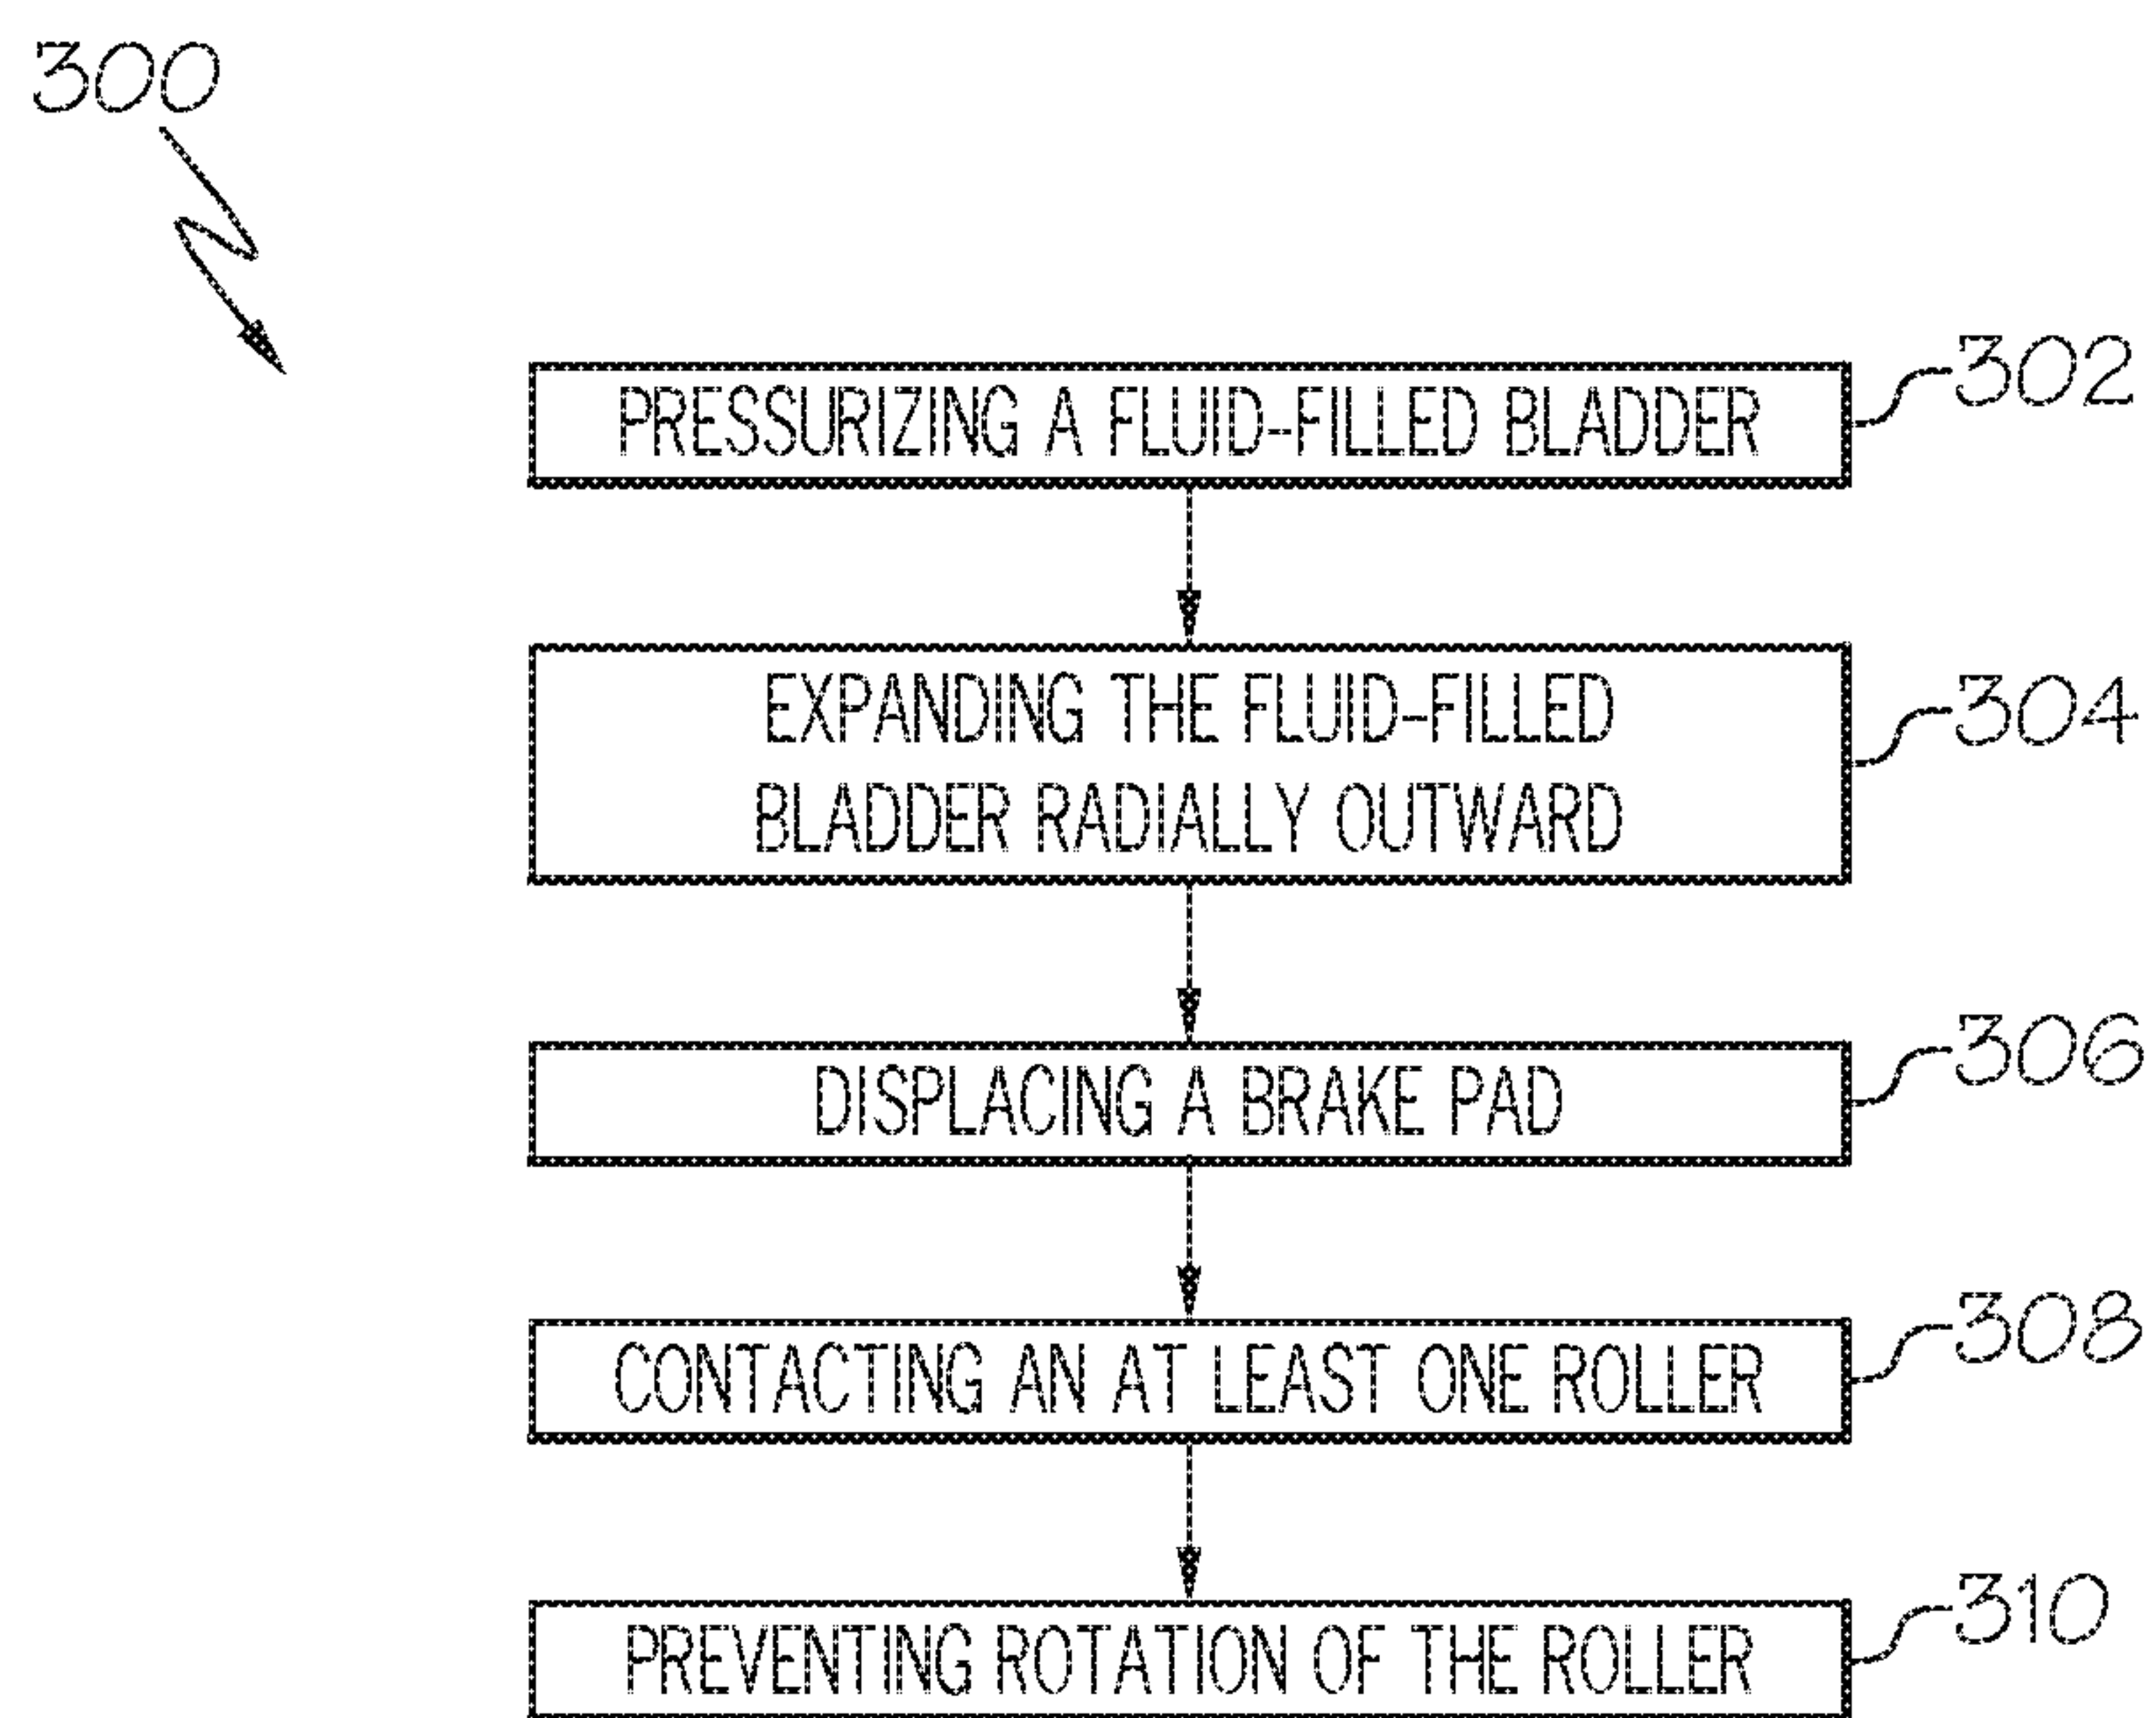 300
PRESSURIZING A FLUID-FILLED BLADDER
302
EXPANDING THE FLUID-FILLED
BLADDER RADIALLY OUTWARD
304
DISPLACING A BRAKE PAD
306
CONTACTING AN AT LEAST ONE ROLLER
308
PREVENTING ROTATION OF THE ROLLER
310